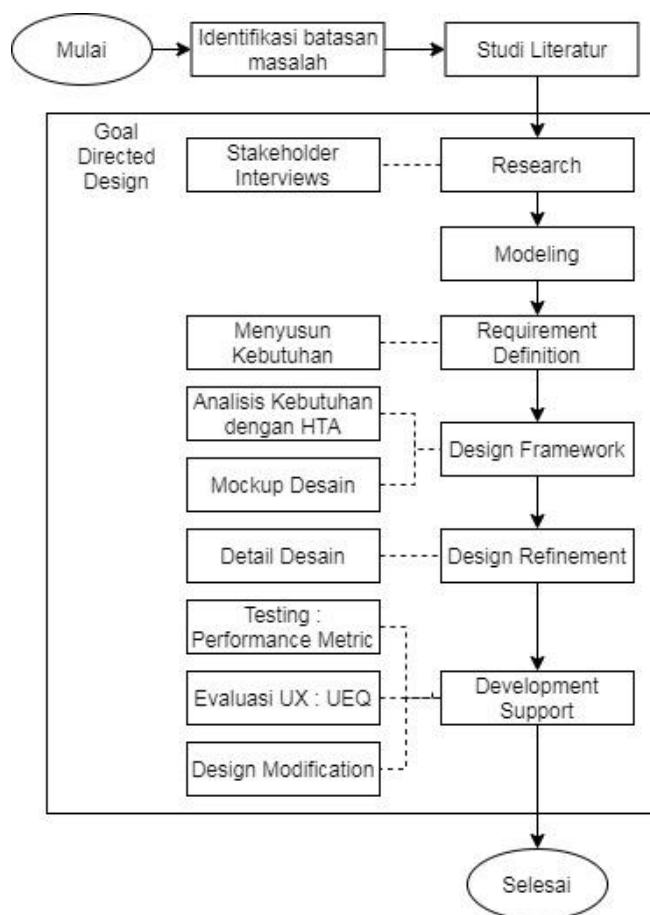 Mulai
Identifikasi batasan
masalah
Studi Literatur
Goal
Directed
Design
Stakeholder
Interviews
Research
Modeling
Menyusun
Kebutuhan
Requirement
Definition
Analisis Kebutuhan
dengan HTA
Mockup Desain
Design Framework
Detail Desain
Design Refinement
Testing :
Performance Metric
Evaluasi UX : UEQ
Design Modification
Development
Support
Selesai